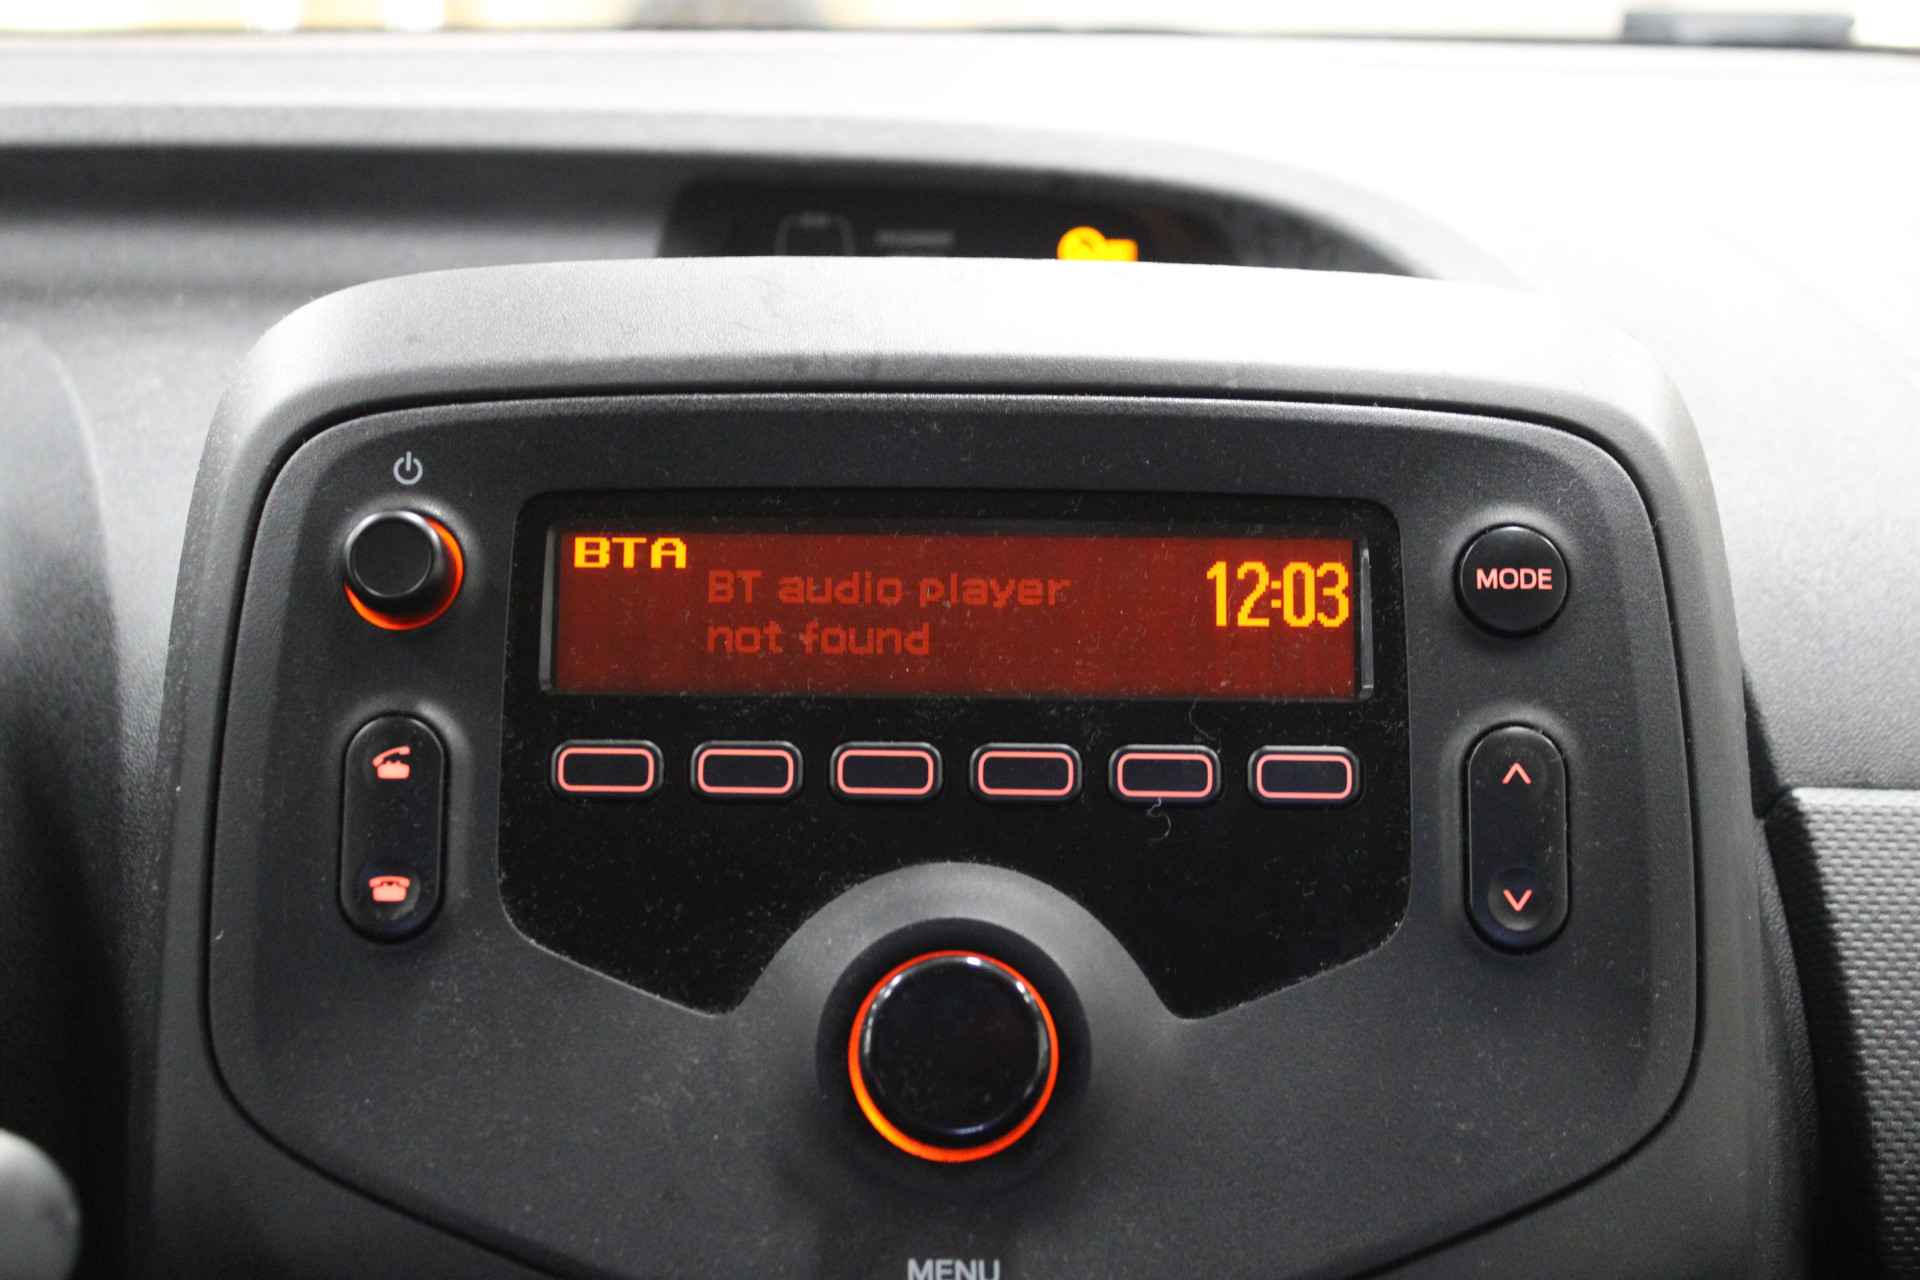 BTA
BT audio player
not found
12:03
MODE
MENU